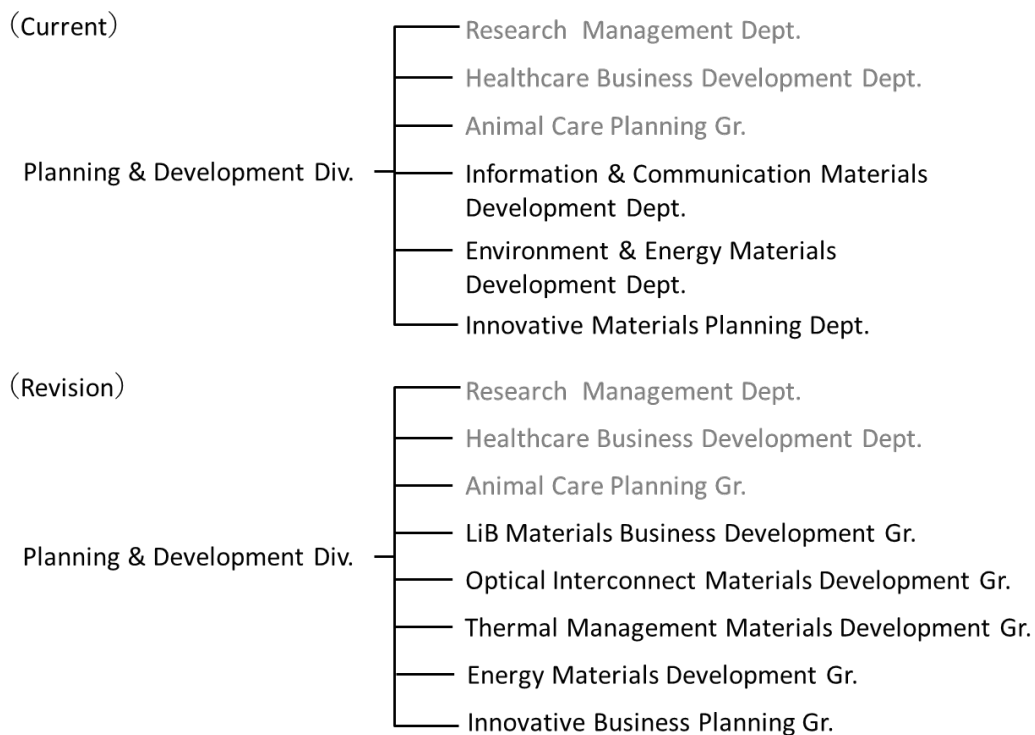 （Current）
Research Management Dept.
Healthcare Business Development Dept.
Animal Care Planning Gr.
Planning & Development Div.
Information & Communication Materials
Development Dept.
Environment & Energy Materials
Development Dept.
Innovative Materials Planning Dept.
（Revision）
Research Management Dept.
Healthcare Business Development Dept.
Animal Care Planning Gr.
LiB Materials Business Development Gr.
Planning & Development Div.
Optical Interconnect Materials Development Gr.
Thermal Management Materials Development Gr.
Energy Materials Development Gr.
Innovative Business Planning Gr.